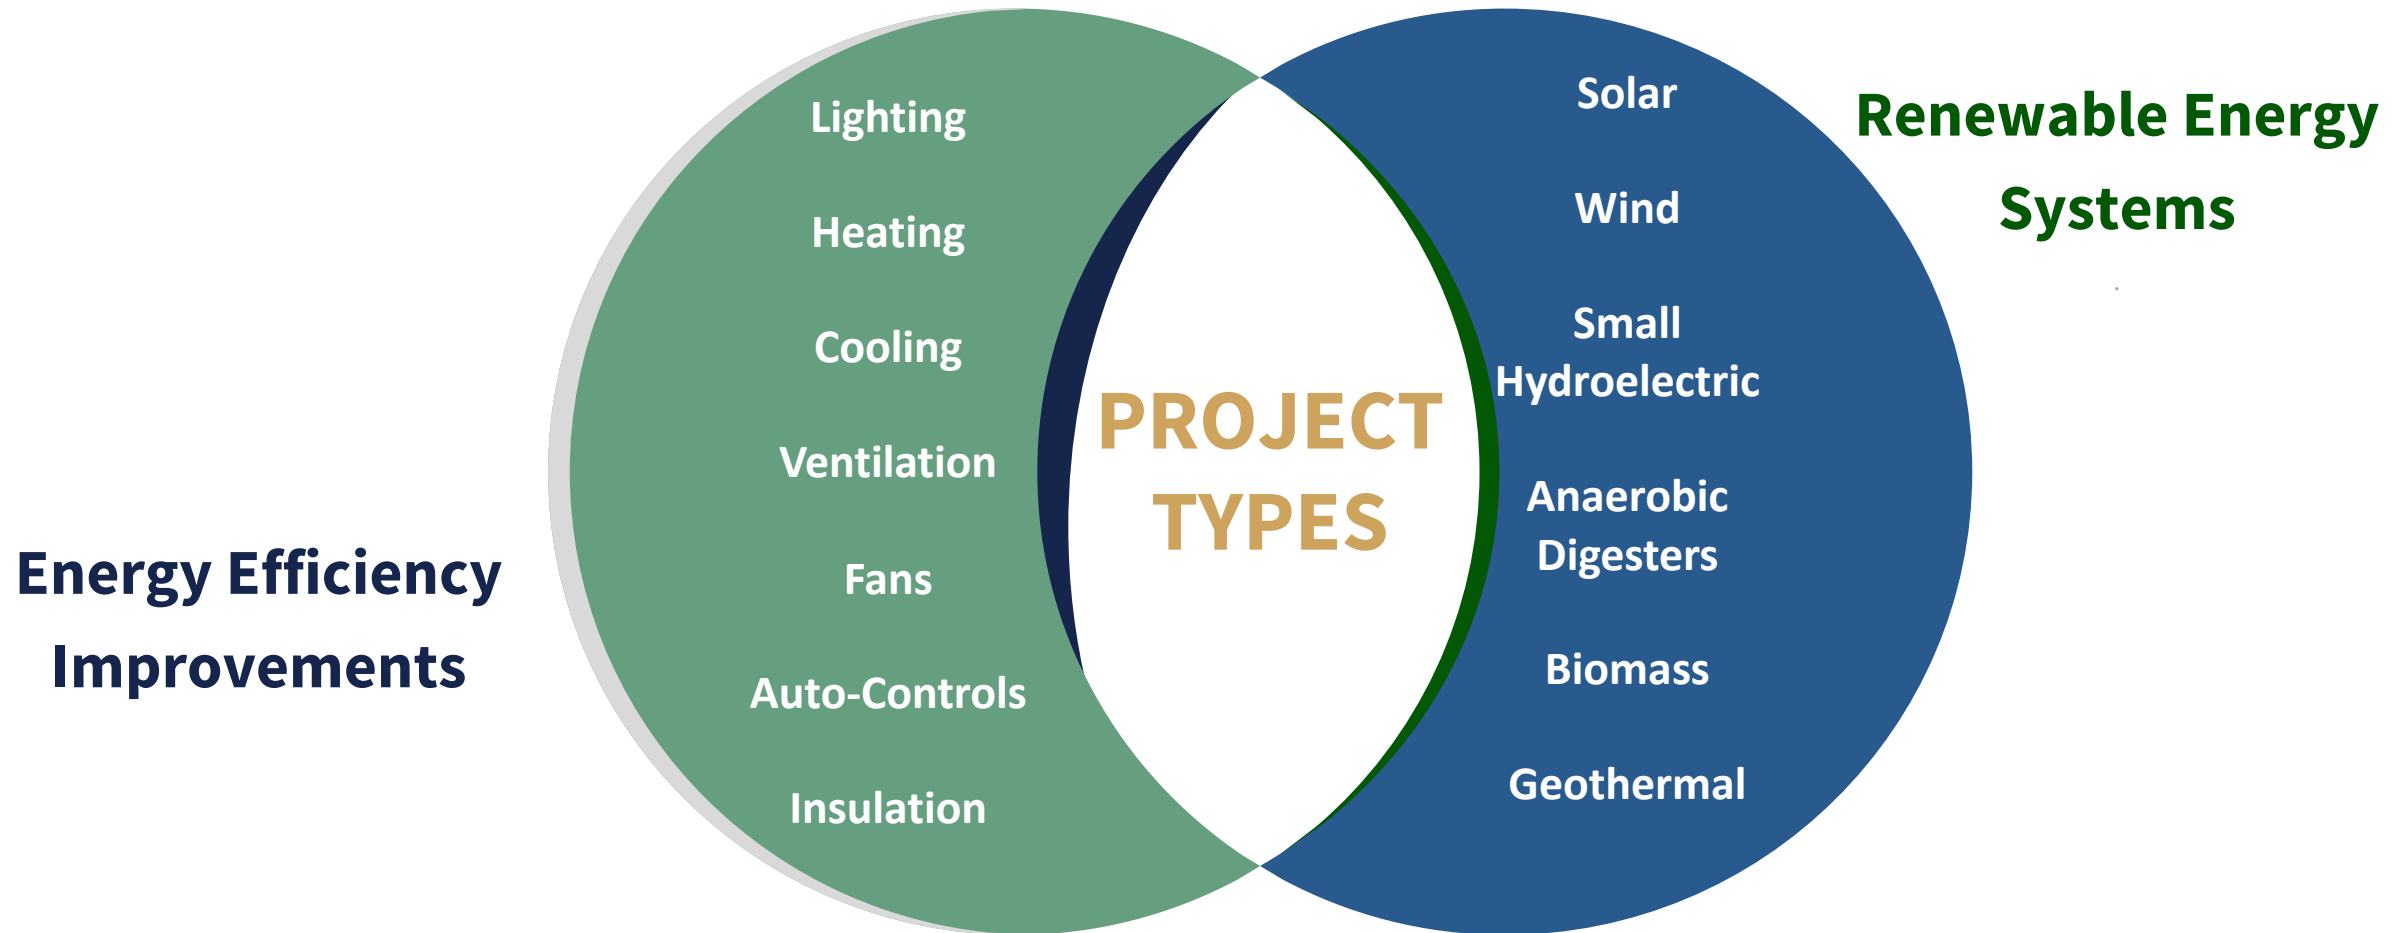 Energy Efficiency
Improvements
Lighting
Heating
Cooling
Ventilation
Fans
Auto-Controls
Insulation
PROJECT
TYPES
Solar
Wind
Small
Hydroelectric
Anaerobic
Digesters
Biomass
Geothermal
Renewable Energy
Systems